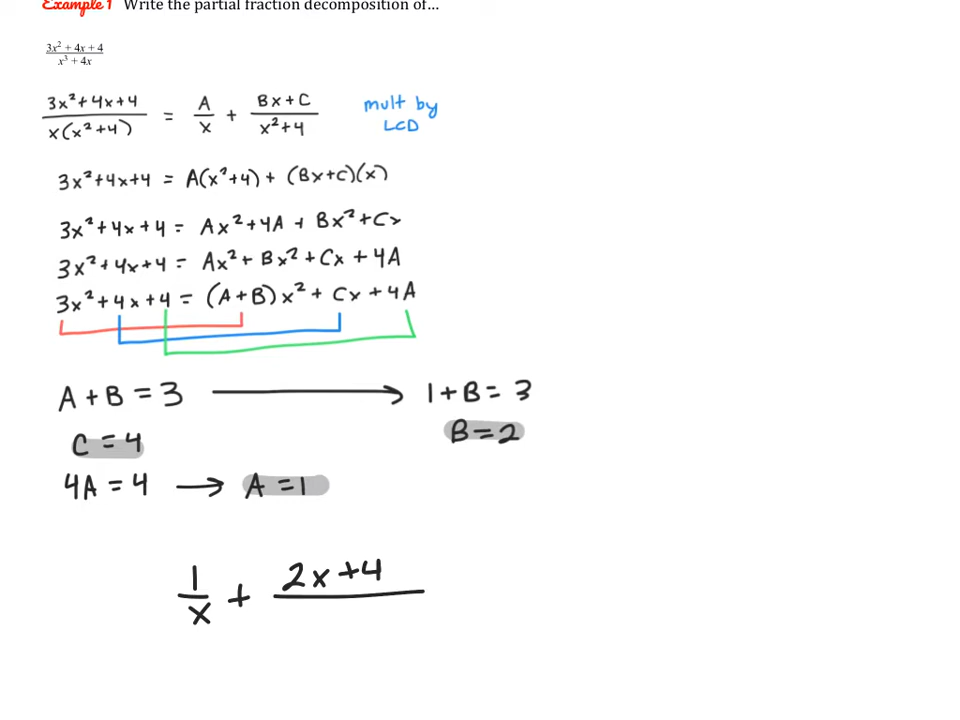 Example 1 Write the partial fraction decomposition of...
3x² + 4x + 4
x³ + 4x
3x²+4x+4 / x(x²+4) = A/x + Bx+C / x²+4 mult by LCD
3x²+4x+4 = A(x²+4) + (Bx+C)(x)
3x²+4x+4 = Ax²+4A + Bx²+Cx
3x²+4x+4 = Ax²+Bx²+Cx+4A
3x²+4x+4 = (A+B)x²+Cx+4A
A+B=3 ⟶ 1+B=3
C=4 B=2
4A=4 → A=1
1/x + 2x+4